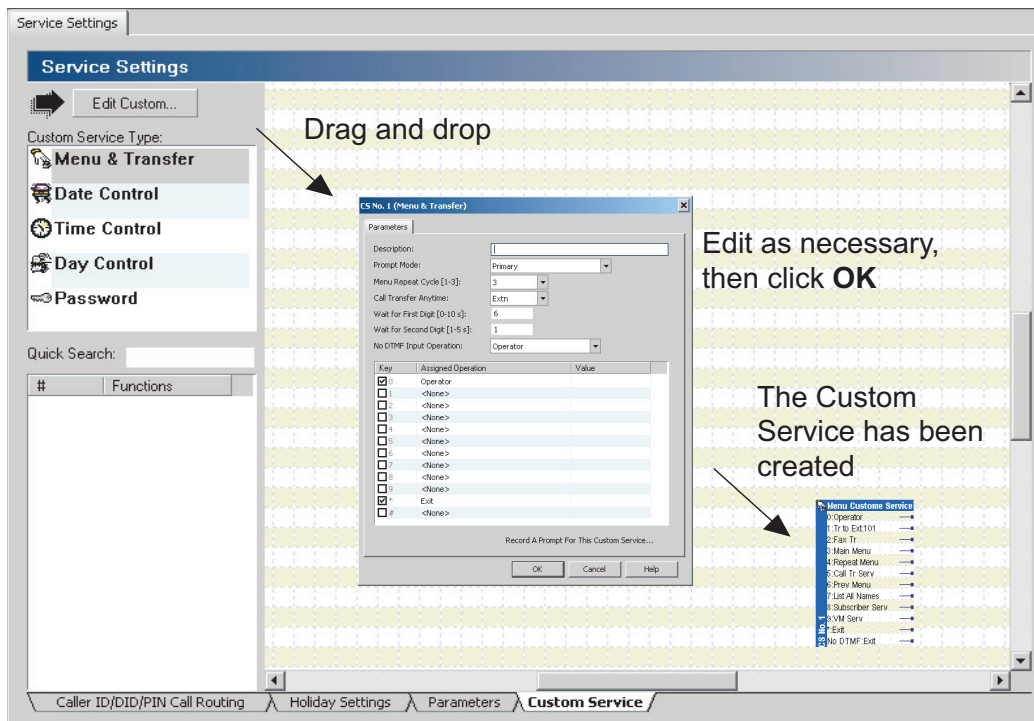 Service Settings
Service Settings
Edit Custom...
Custom Service Type:
Menu & Transfer
Date Control
Time Control
Day Control
Password
Quick Search:
# Functions
Drag and drop
CS No. 1 (Menu & Transfer)
Parameters
Description:
Prompt Mode: Primary
Menu Repeat Cycle [1-3]: 3
Call Transfer Anytime: Extn
Wait for First Digit [0-10 s]: 6
Wait for Second Digit [1-5 s]: 1
No DTMF Input Operation: Operator
Key Assigned Operation Value
0 Operator
1 <None>
2 <None>
3 <None>
4 <None>
5 <None>
6 <None>
7 <None>
8 <None>
9 <None>
* Exit
# <None>
Record A Prompt For This Custom Service...
OK Cancel Help
Edit as necessary,
then click OK
The Custom
Service has been
created
Menu Custome Service
0:Operator
1:Tr to Ext:101
2:Fax Tr
3:Main Menu
4:Repeat Menu
5:Call Tr Serv
6:Prev Menu
7:List All Names
8:Subscriber Serv
9:VM Serv
*:Exit
No DTMF:Exit
CS No. 1
Caller ID/DID/PIN Call Routing Holiday Settings Parameters Custom Service